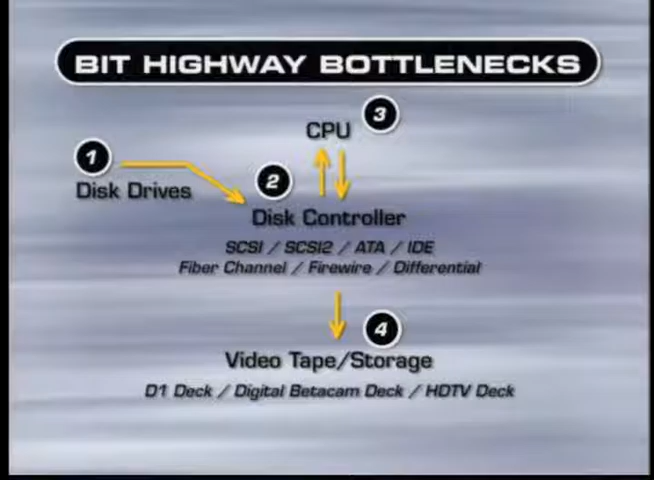 BIT HIGHWAY BOTTLENECKS
3
CPU
1
Disk Drives
2
Disk Controller
SCSI / SCSI2 / ATA / IDE
Fiber Channel / Firewire / Differential
4
Video Tape/Storage
D1 Deck / Digital Betacam Deck / HDTV Deck